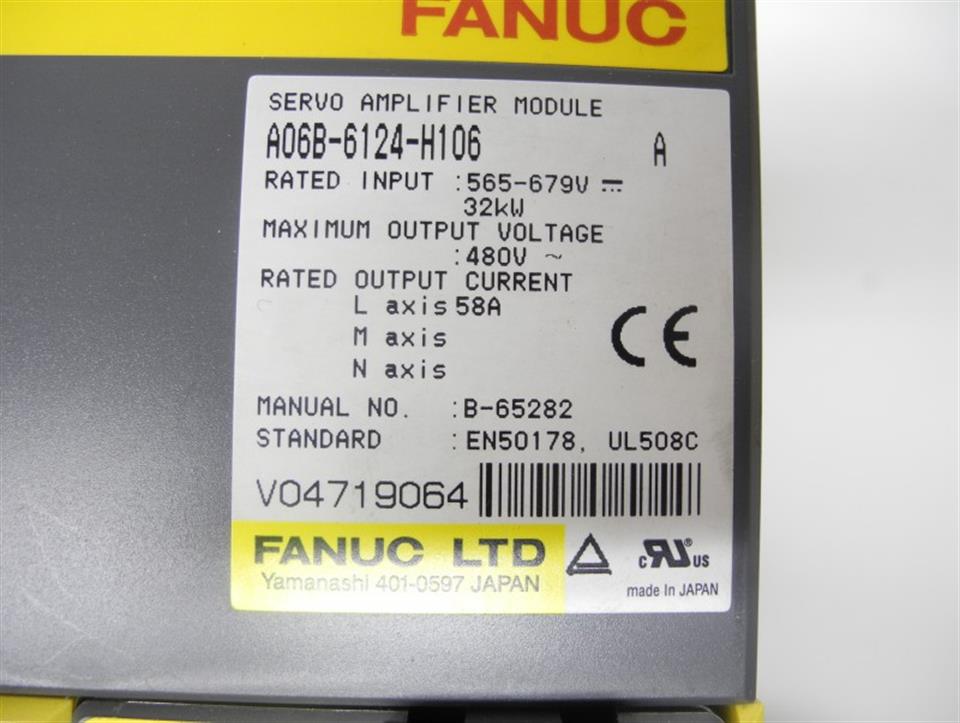 FANUC
SERVO AMPLIFIER MODULE
A06B-6124-H106 A
RATED INPUT :565-679V ⎓
32kW
MAXIMUM OUTPUT VOLTAGE
:480V ~
RATED OUTPUT CURRENT
L axis 58A
M axis
N axis
CE
MANUAL NO. :B-65282
STANDARD :EN50178, UL508C
V04719064
FANUC LTD
Yamanashi 401-0597 JAPAN
c RU US
made In JAPAN